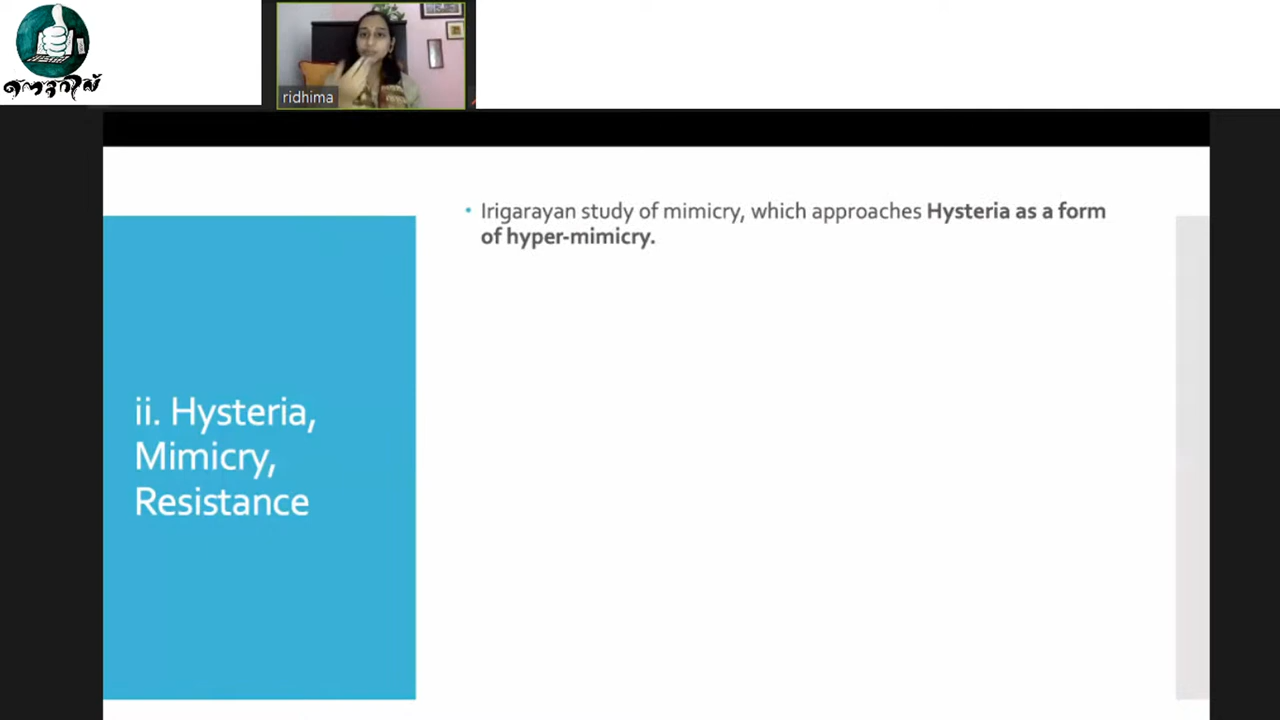 ridhima
Irigarayan study of mimicry, which approaches Hysteria as a form
of hyper-mimicry.
ii. Hysteria,
Mimicry,
Resistance